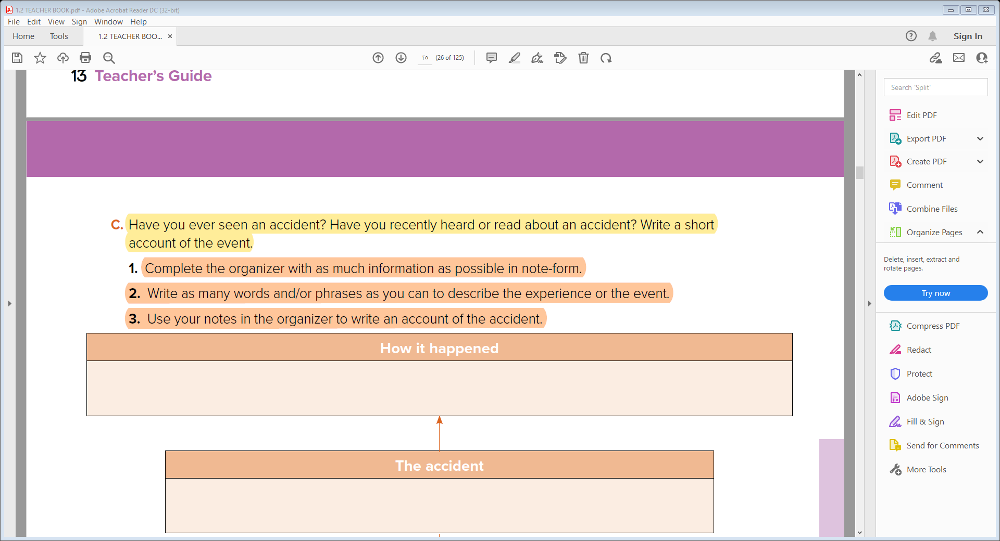 1.2 TEACHER BOOK.pdf - Adobe Acrobat Reader DC (32-bit)
File Edit View Sign Window Help
Home Tools 1.2 TEACHER BOO... ×
Sign In
٢٥ (26 of 125)
13 Teacher's Guide
C. Have you ever seen an accident? Have you recently heard or read about an accident? Write a short
account of the event.
1. Complete the organizer with as much information as possible in note-form.
2. Write as many words and/or phrases as you can to describe the experience or the event.
3. Use your notes in the organizer to write an account of the accident.
How it happened
The accident
Search 'Split'
Edit PDF
Export PDF
Create PDF
Comment
Combine Files
Organize Pages
Delete, insert, extract and
rotate pages.
Try now
Compress PDF
Redact
Protect
Adobe Sign
Fill & Sign
Send for Comments
More Tools